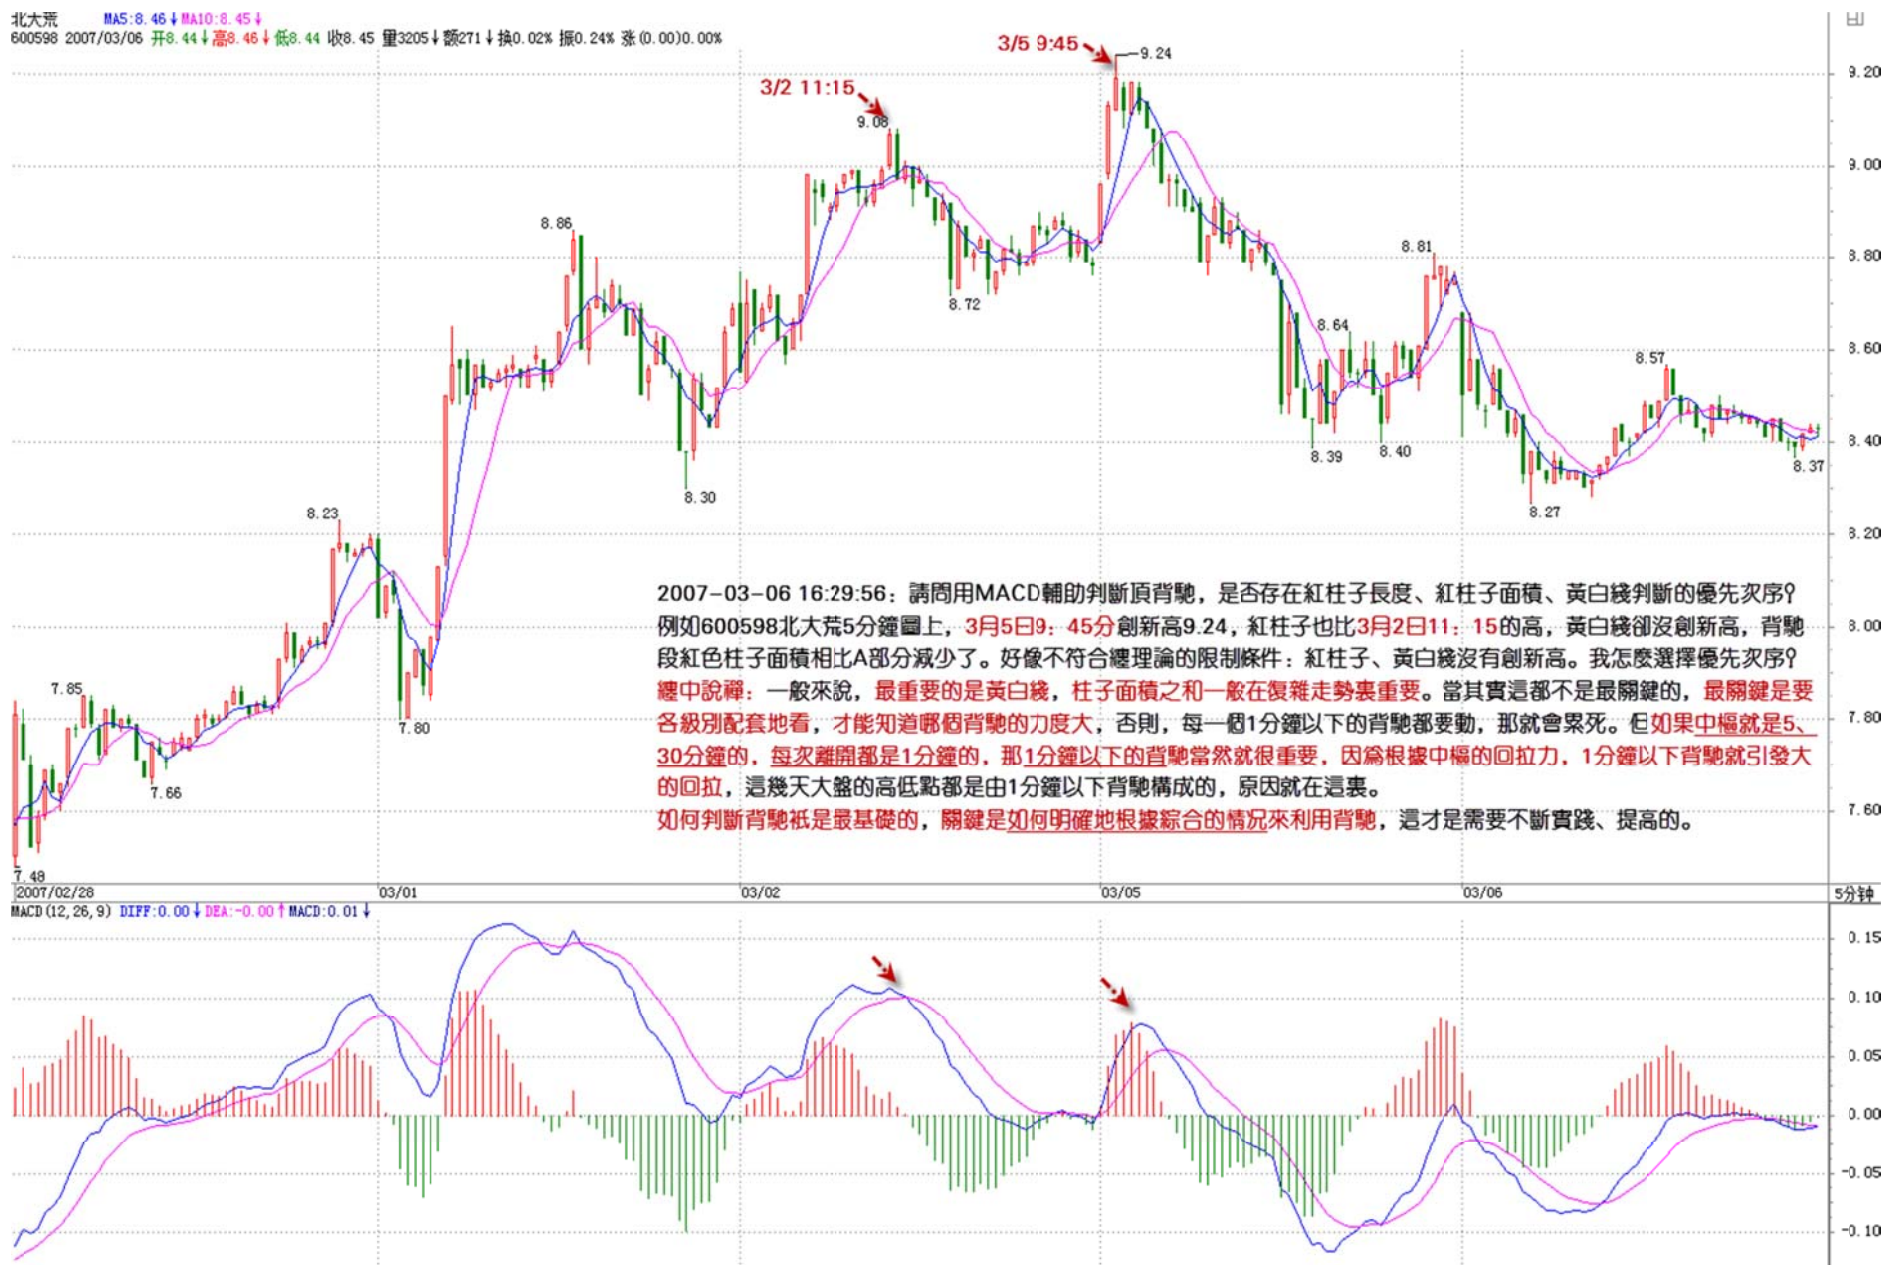 北大荒 MA5:8.46↓MA10:8.45↓
600598 2007/03/06 开8.44↓高8.46↓低8.44 收8.45 量3205↓额271↓换0.02% 振0.24% 涨(0.00)0.00%
3/5 9:45
9.24
9.20
3/2 11:15
9.08
9.00
8.86
8.81
8.80
8.72
8.64
8.60
8.57
8.40
8.39
8.40
8.37
8.30
8.27
8.23
8.20
2007-03-06 16:29:56：請問用MACD輔助判斷頂背馳，是否存在紅柱子長度、紅柱子面積、黃白綫判斷的優先次序？
例如600598北大荒5分鐘圖上，3月5日9：45分創新高9.24，紅柱子也比3月2日11：15的高，黃白綫卻沒創新高，背馳
段紅色柱子面積相比A部分減少了。好像不符合纏理論的限制條件：紅柱子、黃白綫沒有創新高。我怎麼選擇優先次序？
纏中說禪：一般來說，最重要的是黃白綫，柱子面積之和一般在復雜走勢裏重要。當其實這都不是最關鍵的，最關鍵是要
各級別配套地看，才能知道哪個背馳的力度大，否則，每一個1分鐘以下的背馳都要動，那就會累死。但如果中樞就是5、
30分鐘的，每次離開都是1分鐘的，那1分鐘以下的背馳當然就很重要，因爲根據中樞的回拉力，1分鐘以下背馳就引發大
的回拉，這幾天大盤的高低點都是由1分鐘以下背馳構成的，原因就在這裏。
如何判斷背馳衹是最基礎的，關鍵是如何明確地根據綜合的情況來利用背馳，這才是需要不斷實踐、提高的。
8.00
7.85
7.80
7.80
7.66
7.60
7.48
2007/02/28 03/01 03/02 03/05 03/06 5分钟
MACD(12,26,9) DIFF:0.00↓DEA:-0.00↑MACD:0.01↓
0.15
0.10
0.05
0.00
-0.05
-0.10